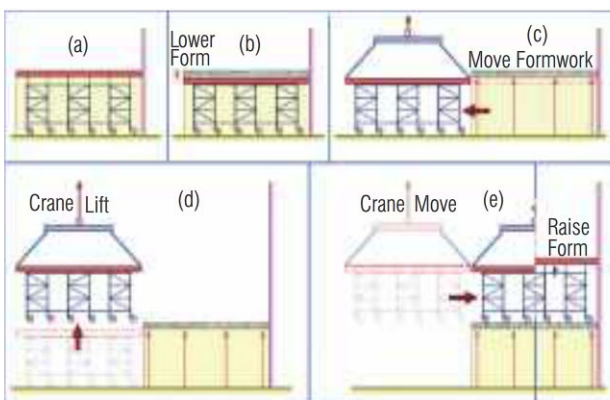 (a)
Lower
Form
(b)
(c)
Move Formwork
Crane Lift
(d)
Crane Move
(e)
Raise
Form